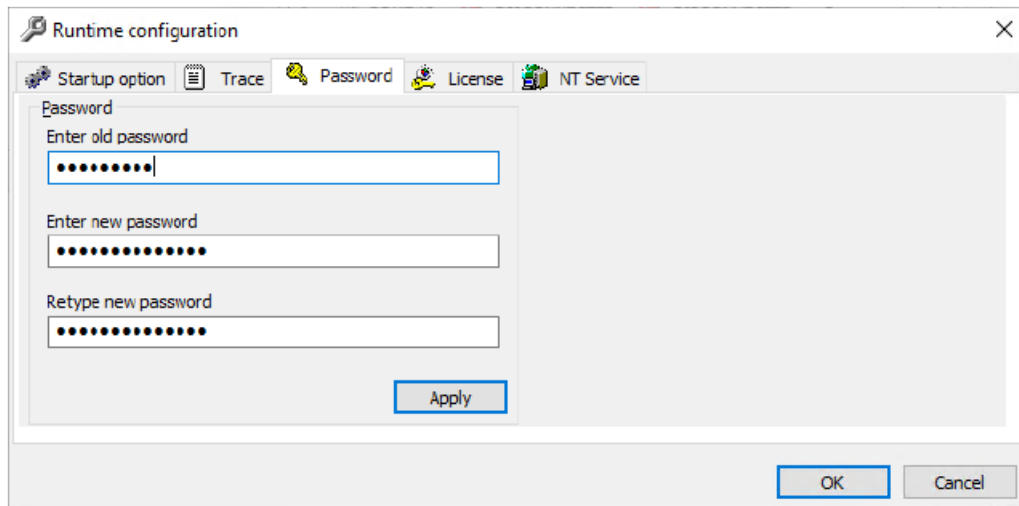 Runtime configuration
Startup option Trace Password License NT Service
Password
Enter old password
•••••••••
Enter new password
••••••••••••••
Retype new password
••••••••••••••
Apply
OK Cancel